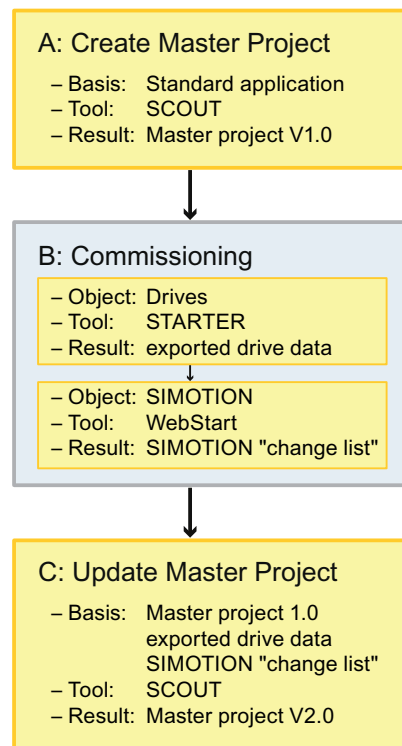 A: Create Master Project
– Basis: Standard application
– Tool: SCOUT
– Result: Master project V1.0
B: Commissioning
– Object: Drives
– Tool: STARTER
– Result: exported drive data
– Object: SIMOTION
– Tool: WebStart
– Result: SIMOTION "change list"
C: Update Master Project
– Basis: Master project 1.0
exported drive data
SIMOTION "change list"
– Tool: SCOUT
– Result: Master project V2.0